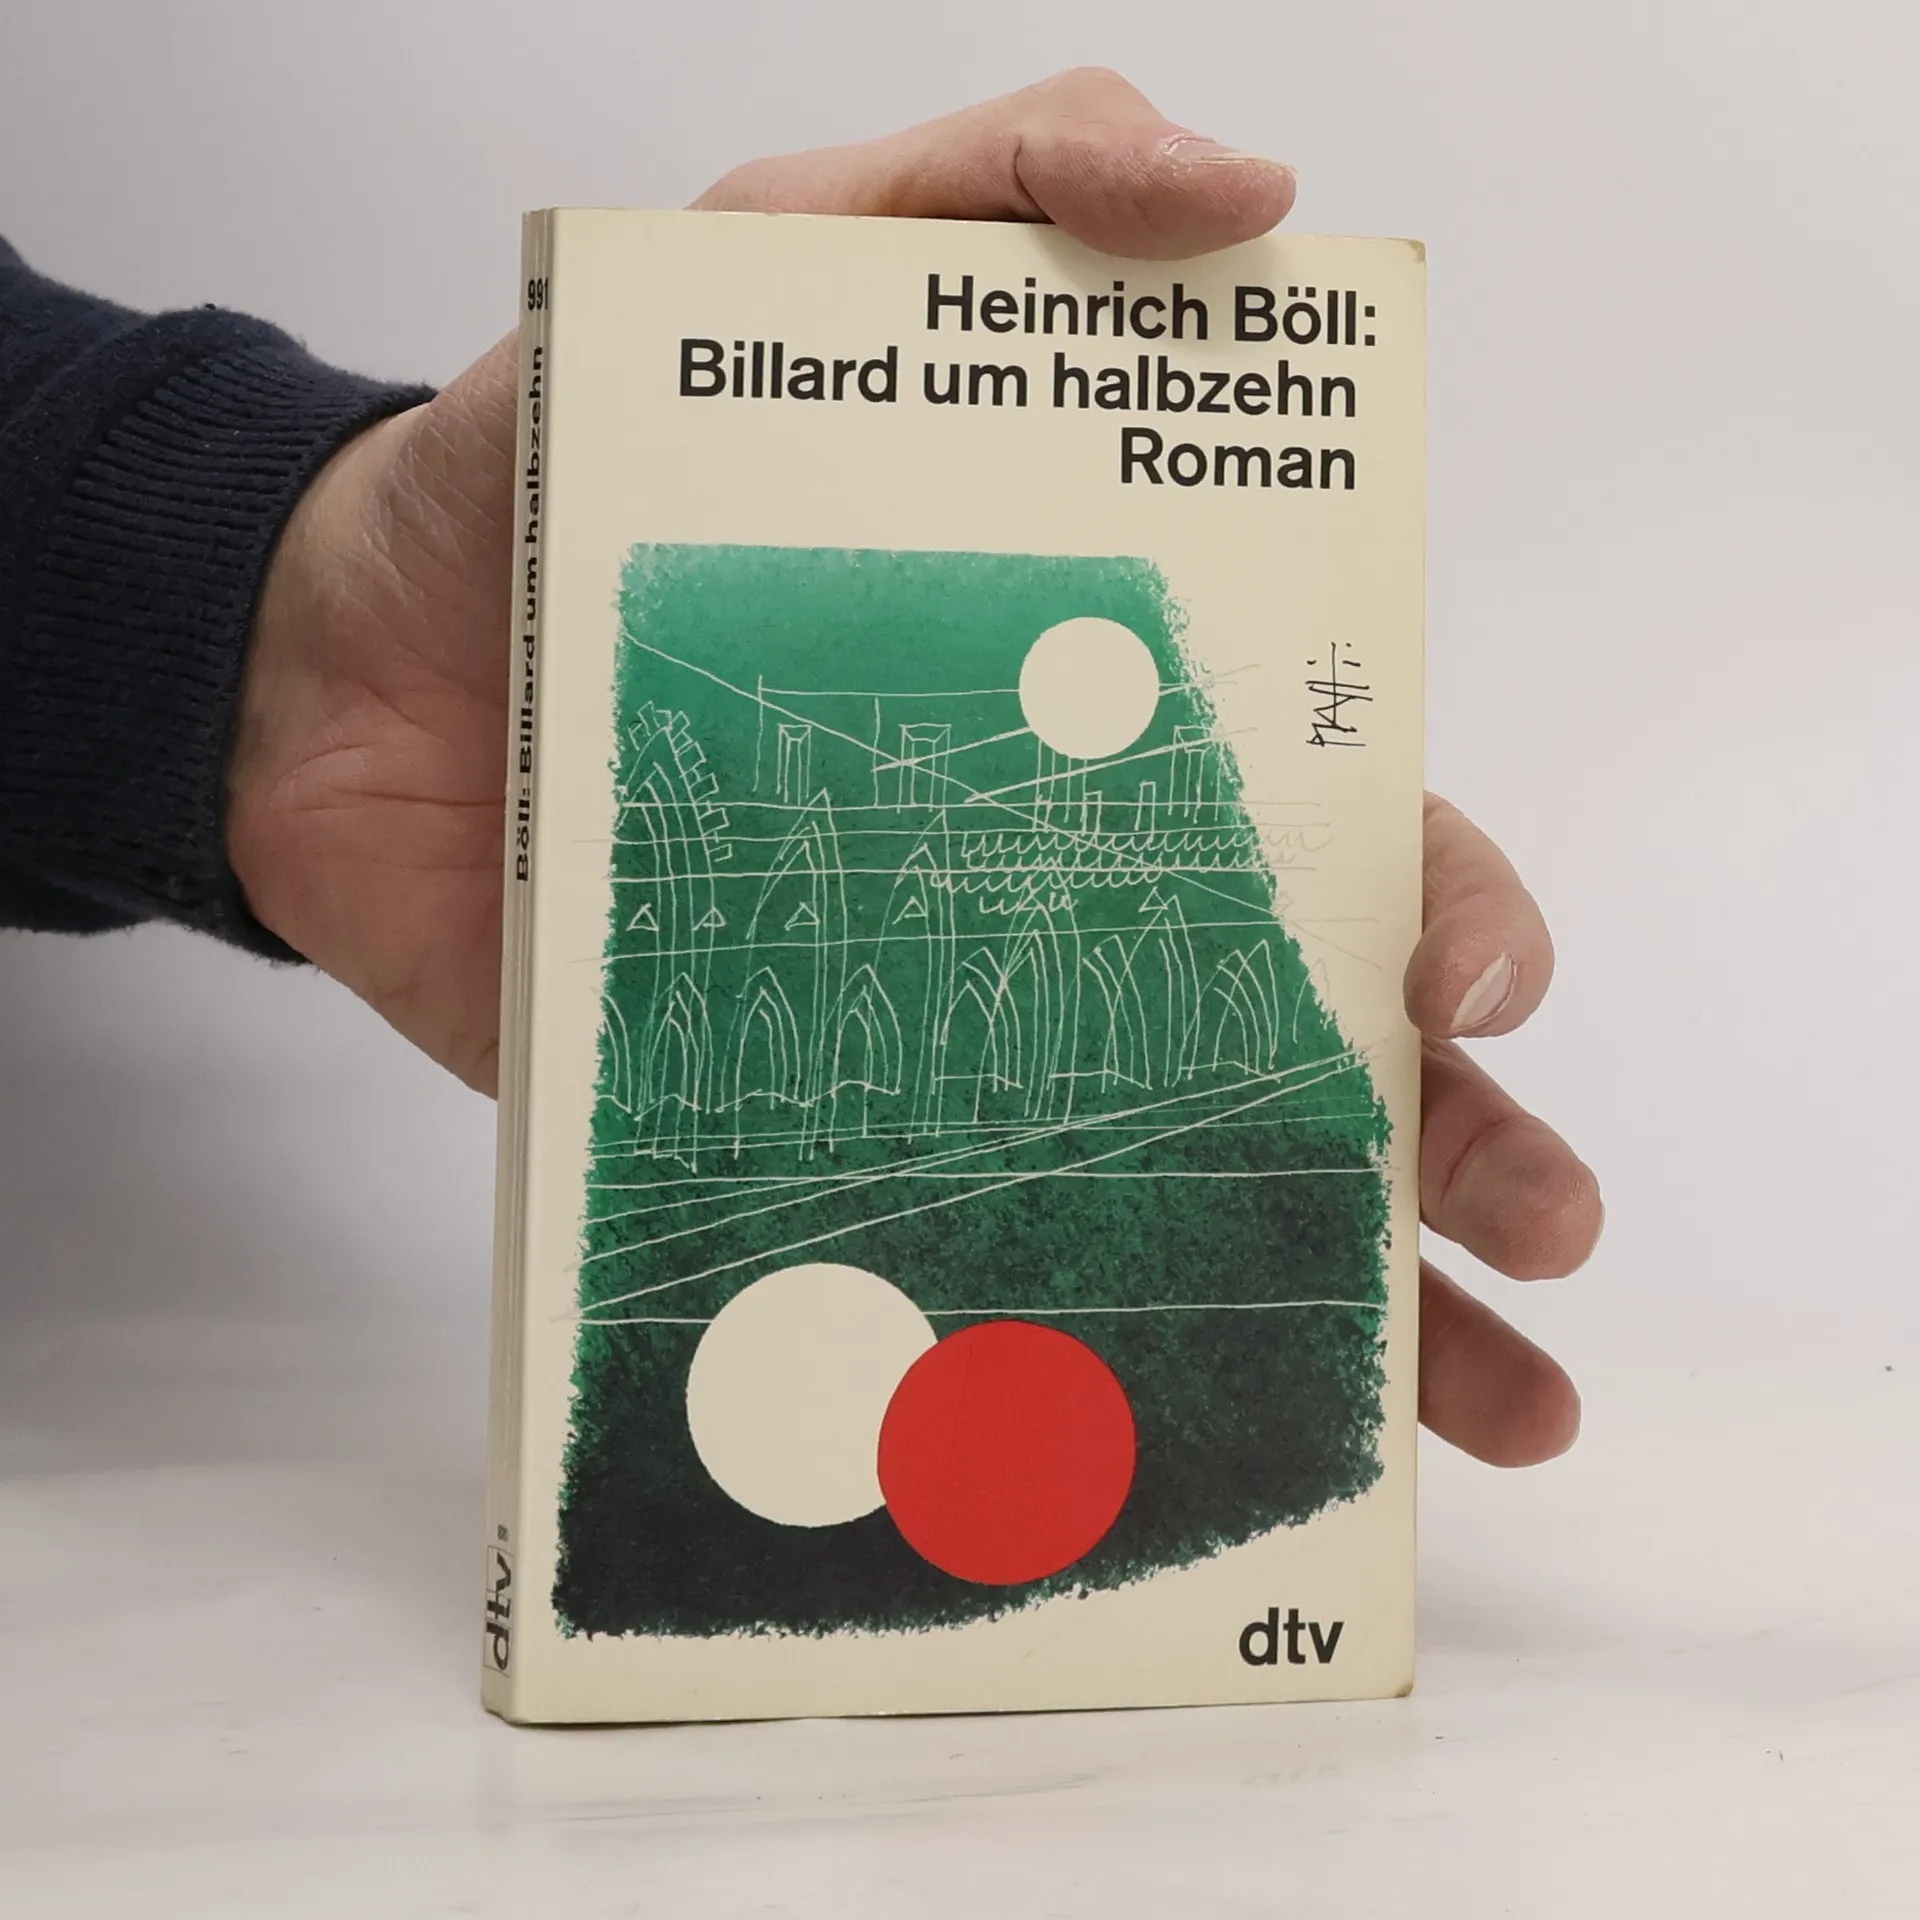 Heinrich Böll:
Billard um halbzehn
Roman
dtv
991
Böll: Billard um halbzehn
dtv